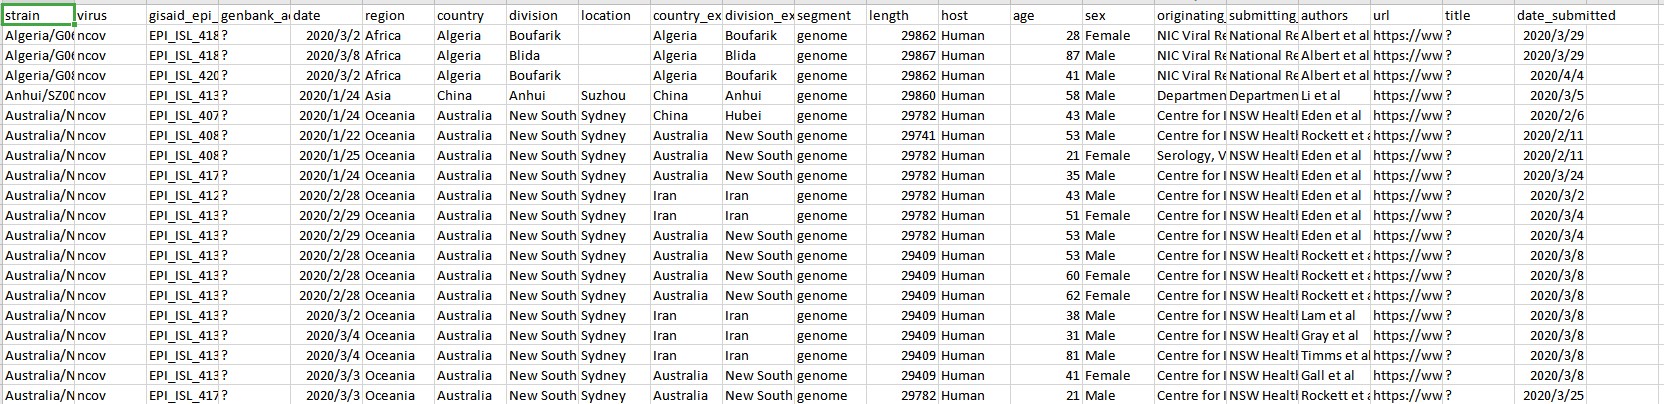 strain virus gisaid_epi_ genbank_a date region country division location country_ex division_ex segment length host age sex originating_ submitting_ authors url title date_submitted
Algeria/G0 ncov EPI_ISL_418 ? 2020/3/2 Africa Algeria Boufarik Algeria Boufarik genome 29862 Human 28 Female NIC Viral Re National Re Albert et al https://ww ? 2020/3/29
Algeria/G0 ncov EPI_ISL_418 ? 2020/3/8 Africa Algeria Blida Algeria Blida genome 29867 Human 87 Male NIC Viral Re National Re Albert et al https://ww ? 2020/3/29
Algeria/G0 ncov EPI_ISL_420 ? 2020/3/2 Africa Algeria Boufarik Algeria Boufarik genome 29862 Human 41 Male NIC Viral Re National Re Albert et al https://ww ? 2020/4/4
Anhui/SZ00 ncov EPI_ISL_413 ? 2020/1/24 Asia China Anhui Suzhou China Anhui genome 29860 Human 58 Male Departmen Departmen Li et al https://ww ? 2020/3/5
Australia/N ncov EPI_ISL_407 ? 2020/1/24 Oceania Australia New South Sydney China Hubei genome 29782 Human 43 Male Centre for I NSW Healt Eden et al https://ww ? 2020/2/6
Australia/N ncov EPI_ISL_408 ? 2020/1/22 Oceania Australia New South Sydney Australia New South genome 29741 Human 53 Male Centre for I NSW Healt Rockett et a https://ww ? 2020/2/11
Australia/N ncov EPI_ISL_408 ? 2020/1/25 Oceania Australia New South Sydney Australia New South genome 29782 Human 21 Female Serology, V NSW Healt Eden et al https://ww ? 2020/2/11
Australia/N ncov EPI_ISL_417 ? 2020/1/24 Oceania Australia New South Sydney Australia New South genome 29782 Human 35 Male Centre for I NSW Healt Eden et al https://ww ? 2020/3/24
Australia/N ncov EPI_ISL_412 ? 2020/2/28 Oceania Australia New South Sydney Iran Iran genome 29782 Human 43 Male Centre for I NSW Healt Eden et al https://ww ? 2020/3/2
Australia/N ncov EPI_ISL_413 ? 2020/2/29 Oceania Australia New South Sydney Iran Iran genome 29782 Human 51 Female Centre for I NSW Healt Eden et al https://ww ? 2020/3/4
Australia/N ncov EPI_ISL_413 ? 2020/2/29 Oceania Australia New South Sydney Australia New South genome 29782 Human 53 Male Centre for I NSW Healt Eden et al https://ww ? 2020/3/4
Australia/N ncov EPI_ISL_413 ? 2020/2/28 Oceania Australia New South Sydney Australia New South genome 29409 Human 53 Male Centre for I NSW Healt Rockett et a https://ww ? 2020/3/8
Australia/N ncov EPI_ISL_413 ? 2020/2/28 Oceania Australia New South Sydney Iran Iran genome 29409 Human 60 Female Centre for I NSW Healt Rockett et a https://ww ? 2020/3/8
Australia/N ncov EPI_ISL_413 ? 2020/2/28 Oceania Australia New South Sydney Australia New South genome 29409 Human 62 Female Centre for I NSW Healt Rockett et a https://ww ? 2020/3/8
Australia/N ncov EPI_ISL_413 ? 2020/3/2 Oceania Australia New South Sydney Iran Iran genome 29409 Human 38 Male Centre for I NSW Healt Lam et al https://ww ? 2020/3/8
Australia/N ncov EPI_ISL_413 ? 2020/3/4 Oceania Australia New South Sydney Iran Iran genome 29409 Human 31 Male Centre for I NSW Healt Gray et al https://ww ? 2020/3/8
Australia/N ncov EPI_ISL_413 ? 2020/3/4 Oceania Australia New South Sydney Iran Iran genome 29409 Human 81 Male Centre for I NSW Healt Timms et al https://ww ? 2020/3/8
Australia/N ncov EPI_ISL_413 ? 2020/3/3 Oceania Australia New South Sydney Australia New South genome 29409 Human 41 Female Centre for I NSW Healt Gall et al https://ww ? 2020/3/8
Australia/N ncov EPI_ISL_417 ? 2020/3/3 Oceania Australia New South Sydney Australia New South genome 29782 Human 21 Male Centre for I NSW Healt Rockett et a https://ww ? 2020/3/25